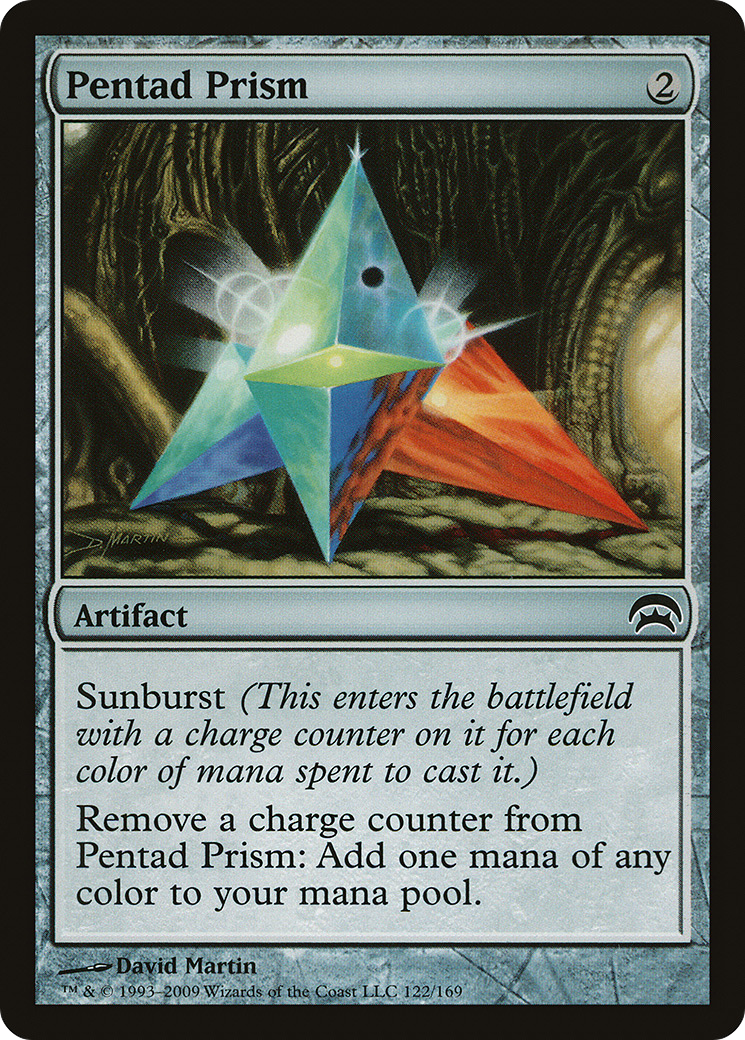 Pentad Prism 2
D. MARTIN
Artifact
Sunburst (This enters the battlefield
with a charge counter on it for each
color of mana spent to cast it.)
Remove a charge counter from
Pentad Prism: Add one mana of any
color to your mana pool.
David Martin
™ & © 1993–2009 Wizards of the Coast LLC 122/169